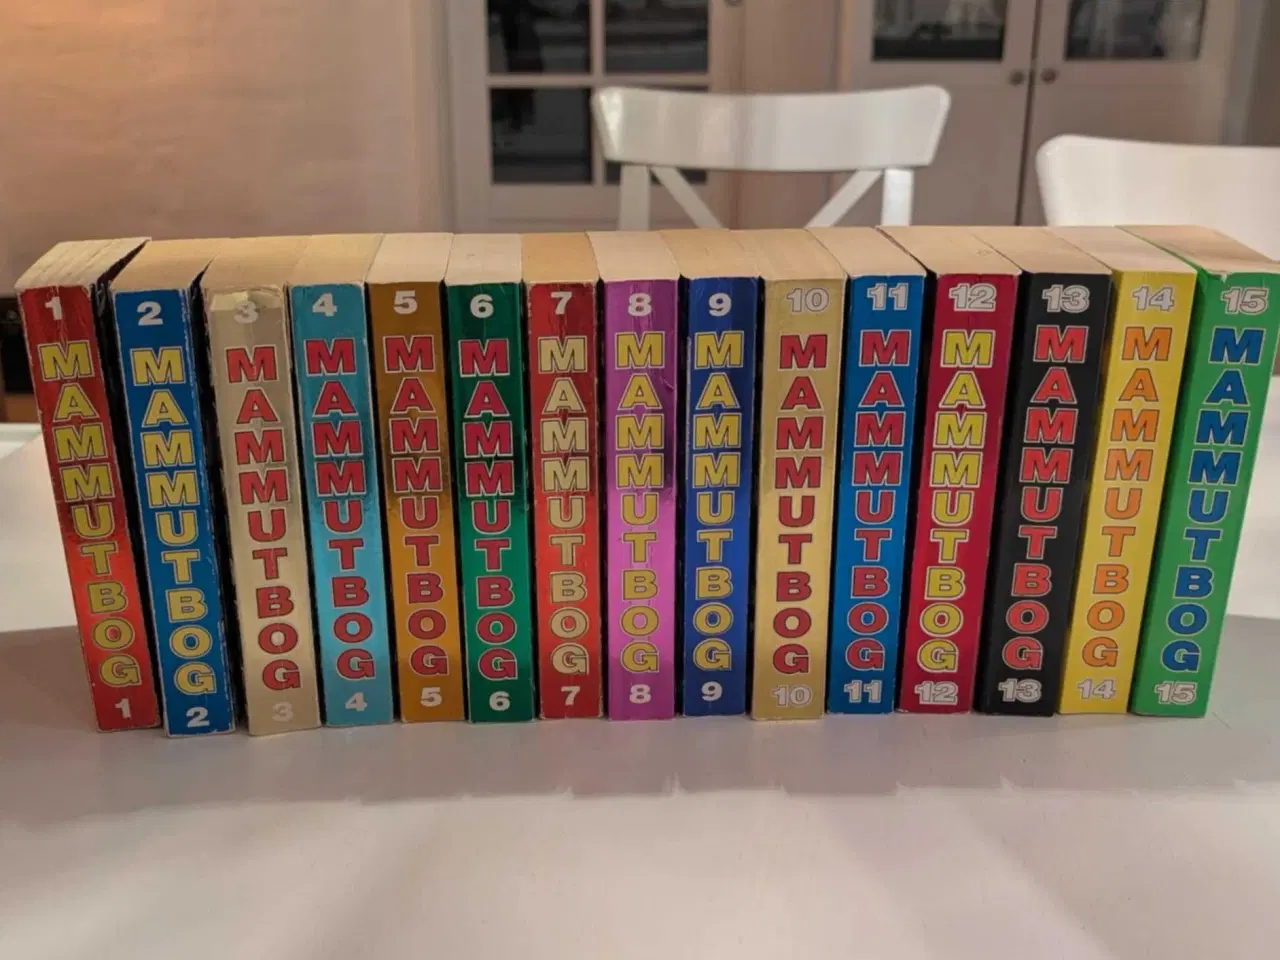 1 MAMMUTBOG 1
2 MAMMUTBOG 2
3 MAMMUTBOG 3
4 MAMMUTBOG 4
5 MAMMUTBOG 5
6 MAMMUTBOG 6
7 MAMMUTBOG 7
8 MAMMUTBOG 8
9 MAMMUTBOG 9
10 MAMMUTBOG 10
11 MAMMUTBOG 11
12 MAMMUTBOG 12
13 MAMMUTBOG 13
14 MAMMUTBOG 14
15 MAMMUTBOG 15